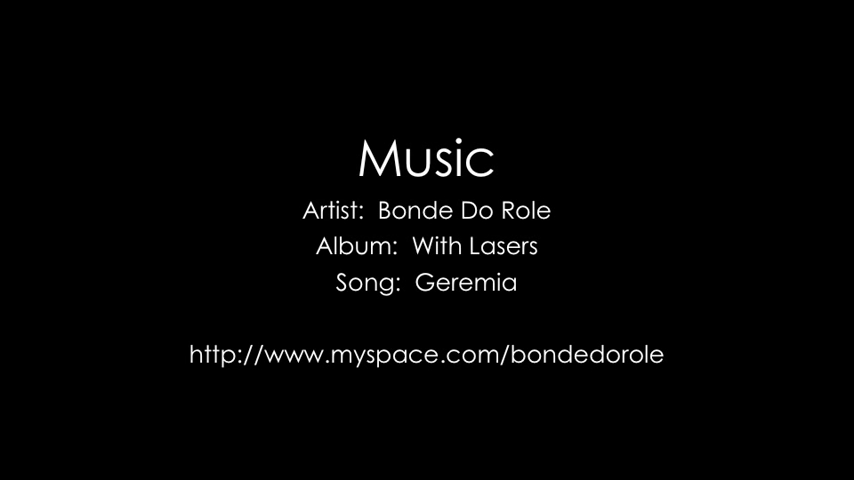 Music
Artist:  Bonde Do Role
Album:  With Lasers
Song:  Geremia
http://www.myspace.com/bondedorole